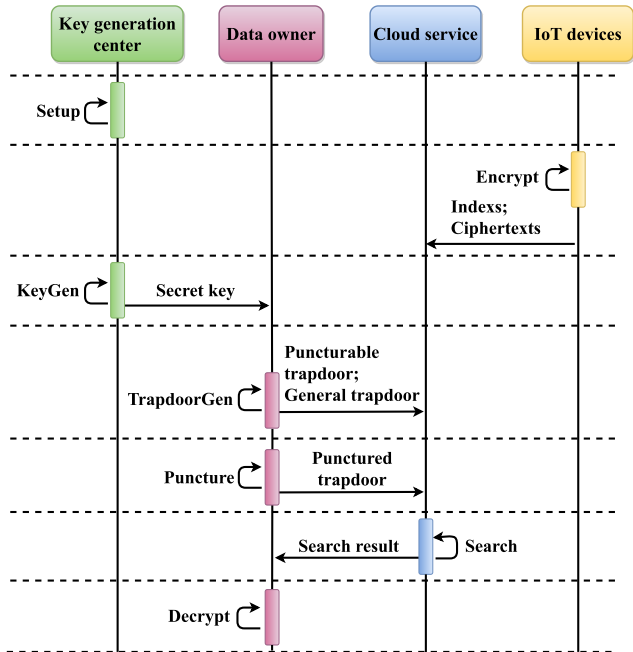 Key generation
center
Data owner
Cloud service
IoT devices
Setup
Encrypt
Indexs;
Ciphertexts
KeyGen
Secret key
Puncturable
trapdoor;
General trapdoor
TrapdoorGen
Punctured
trapdoor
Puncture
Search result
Search
Decrypt